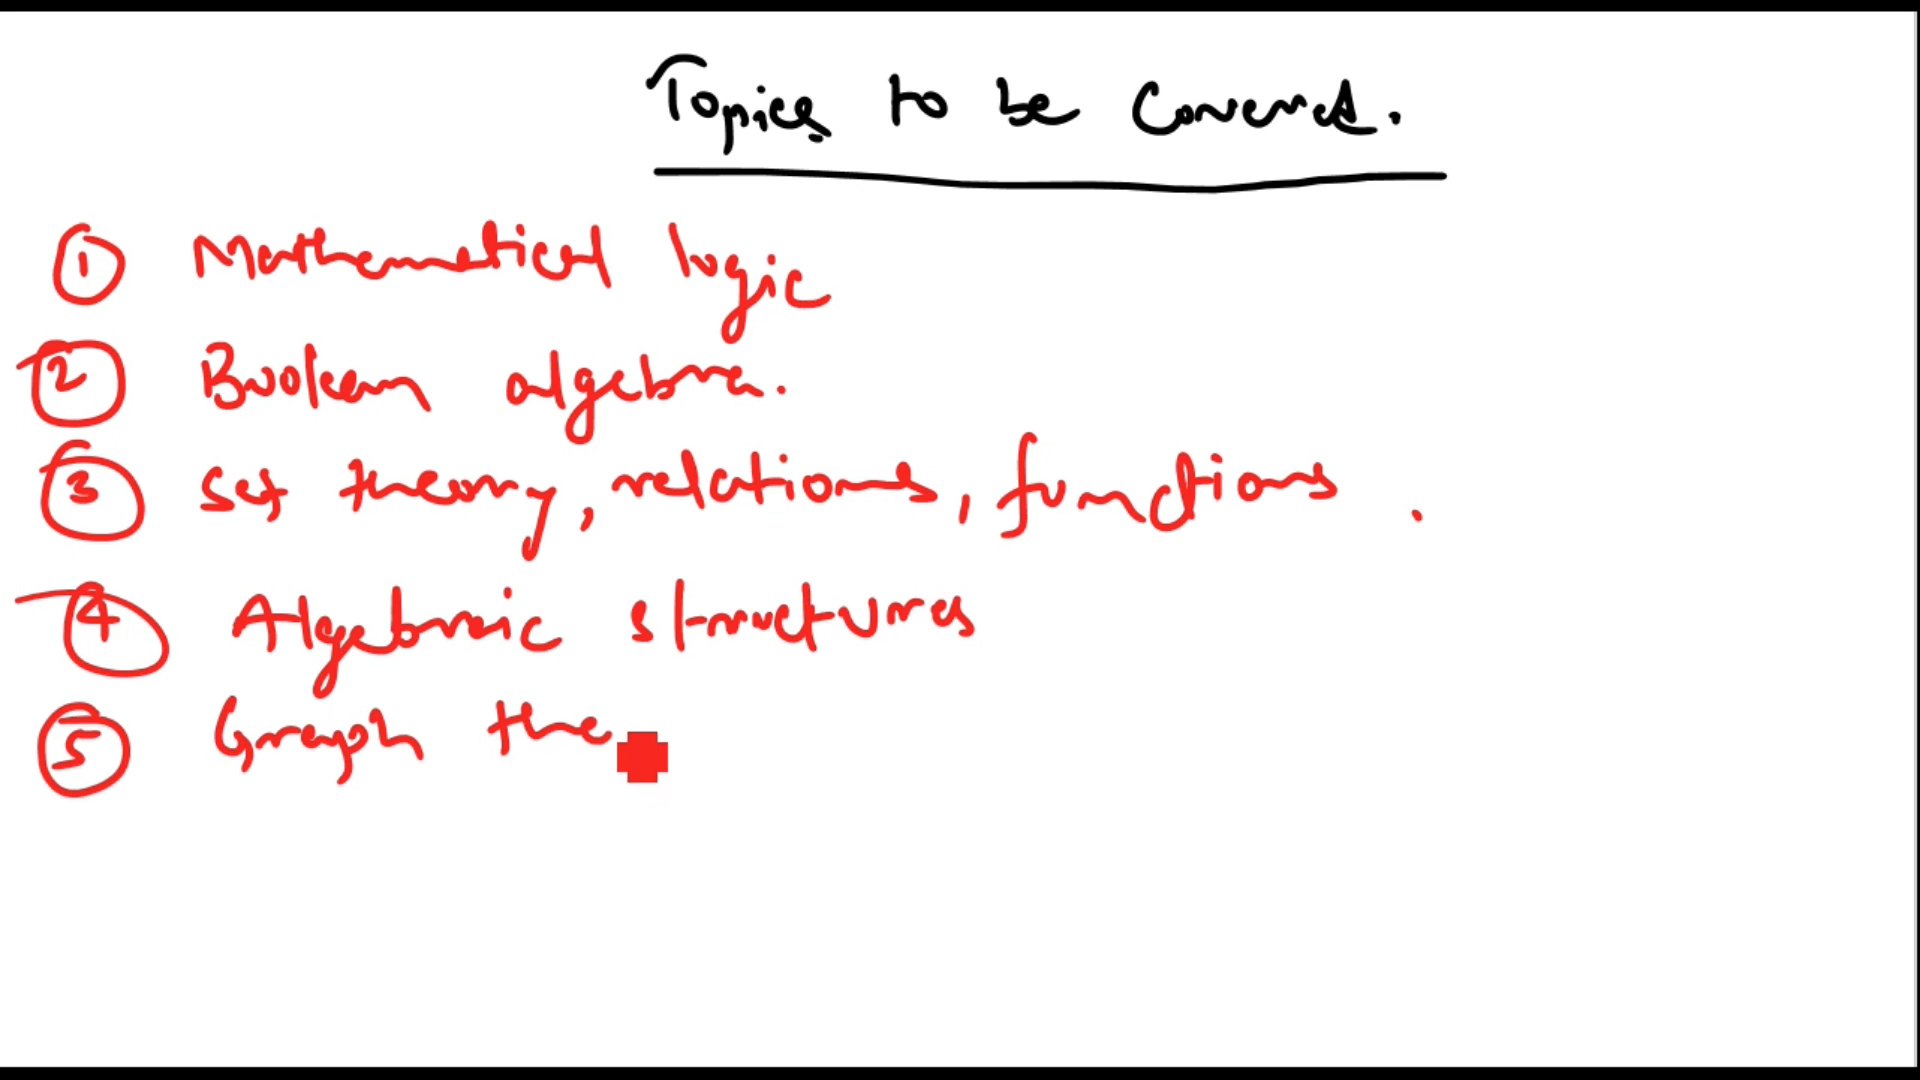 Topics to be Covered.
① Mathematical logic
② Boolean algebra.
③ Set theory, relations, functions .
④ Algebraic structures
⑤ Graph the